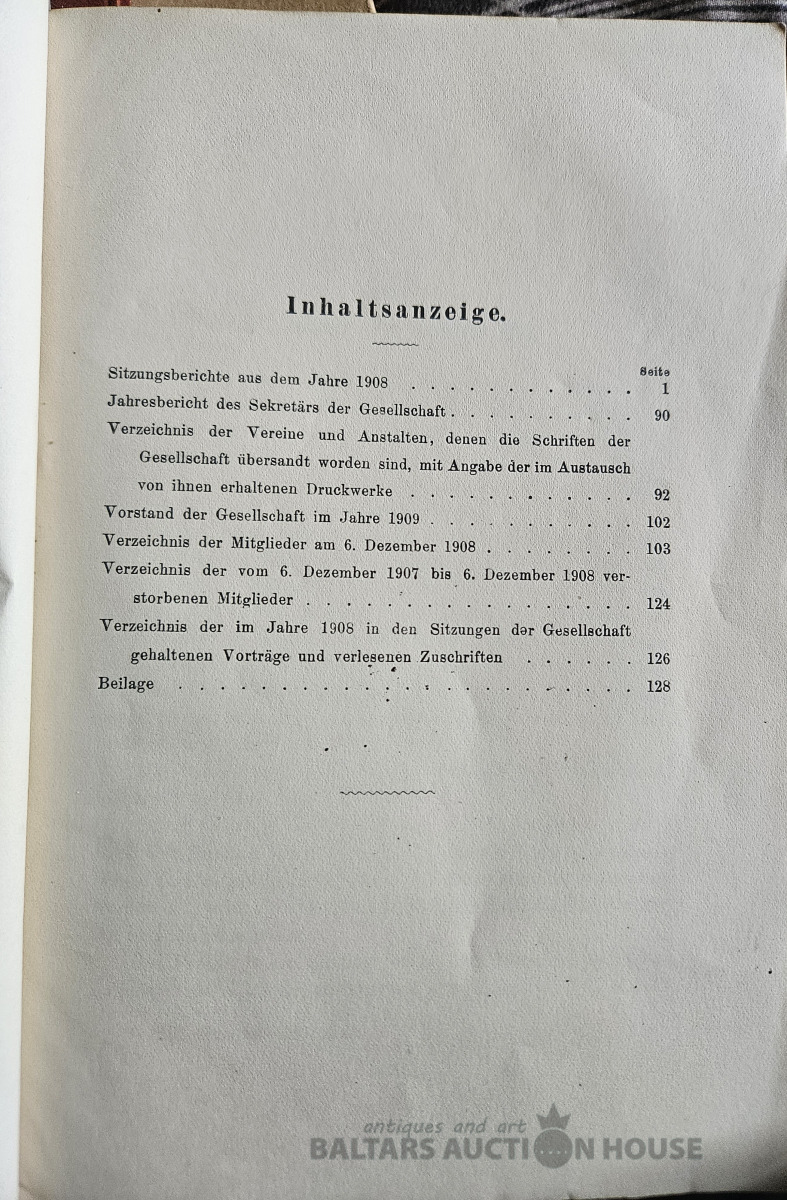 Inhaltsanzeige.
Seite
Sitzungsberichte aus dem Jahre 1908 . . . . . . . . . . . . 1
Jahresbericht des Sekretärs der Gesellschaft . . . . . . . . . . 90
Verzeichnis der Vereine und Anstalten, denen die Schriften der
Gesellschaft übersandt worden sind, mit Angabe der im Austausch
von ihnen erhaltenen Druckwerke . . . . . . . . . . . . 92
Vorstand der Gesellschaft im Jahre 1909 . . . . . . . . . . . 102
Verzeichnis der Mitglieder am 6. Dezember 1908 . . . . . . . . 103
Verzeichnis der vom 6. Dezember 1907 bis 6. Dezember 1908 ver-
storbenen Mitglieder . . . . . . . . . . . . . . . . . . 124
Verzeichnis der im Jahre 1908 in den Sitzungen der Gesellschaft
gehaltenen Vorträge und verlesenen Zuschriften . . . . . . 126
Beilage . . . . . . . . . . . . . . . . . . . . . . . 128
antiques and art
BALTARS AUCTION HOUSE